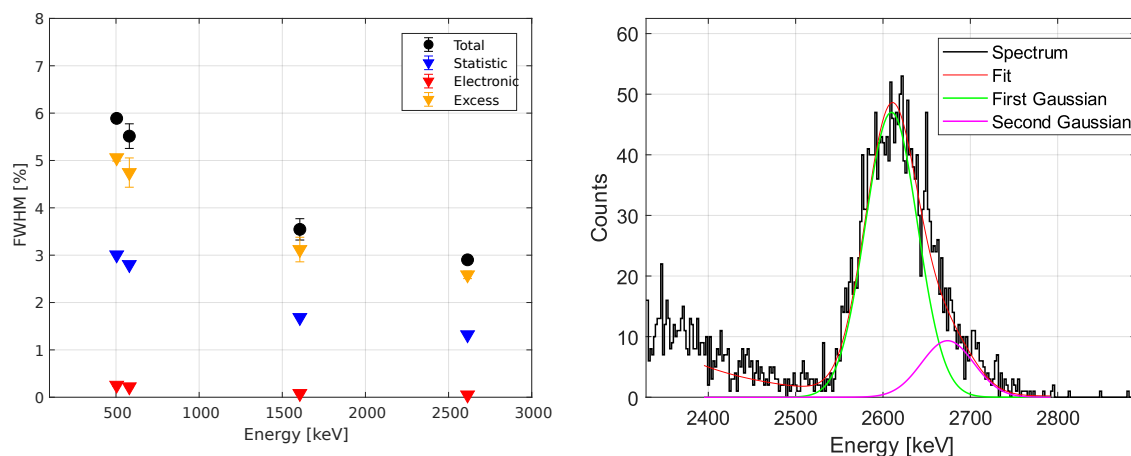 8
7
6
5
4
3
2
1
0
FWHM [%]
500
1000
1500
2000
2500
3000
Energy [keV]
Total
Statistic
Electronic
Excess
60
50
40
30
20
10
0
Counts
2400
2500
2600
2700
2800
Energy [keV]
Spectrum
Fit
First Gaussian
Second Gaussian